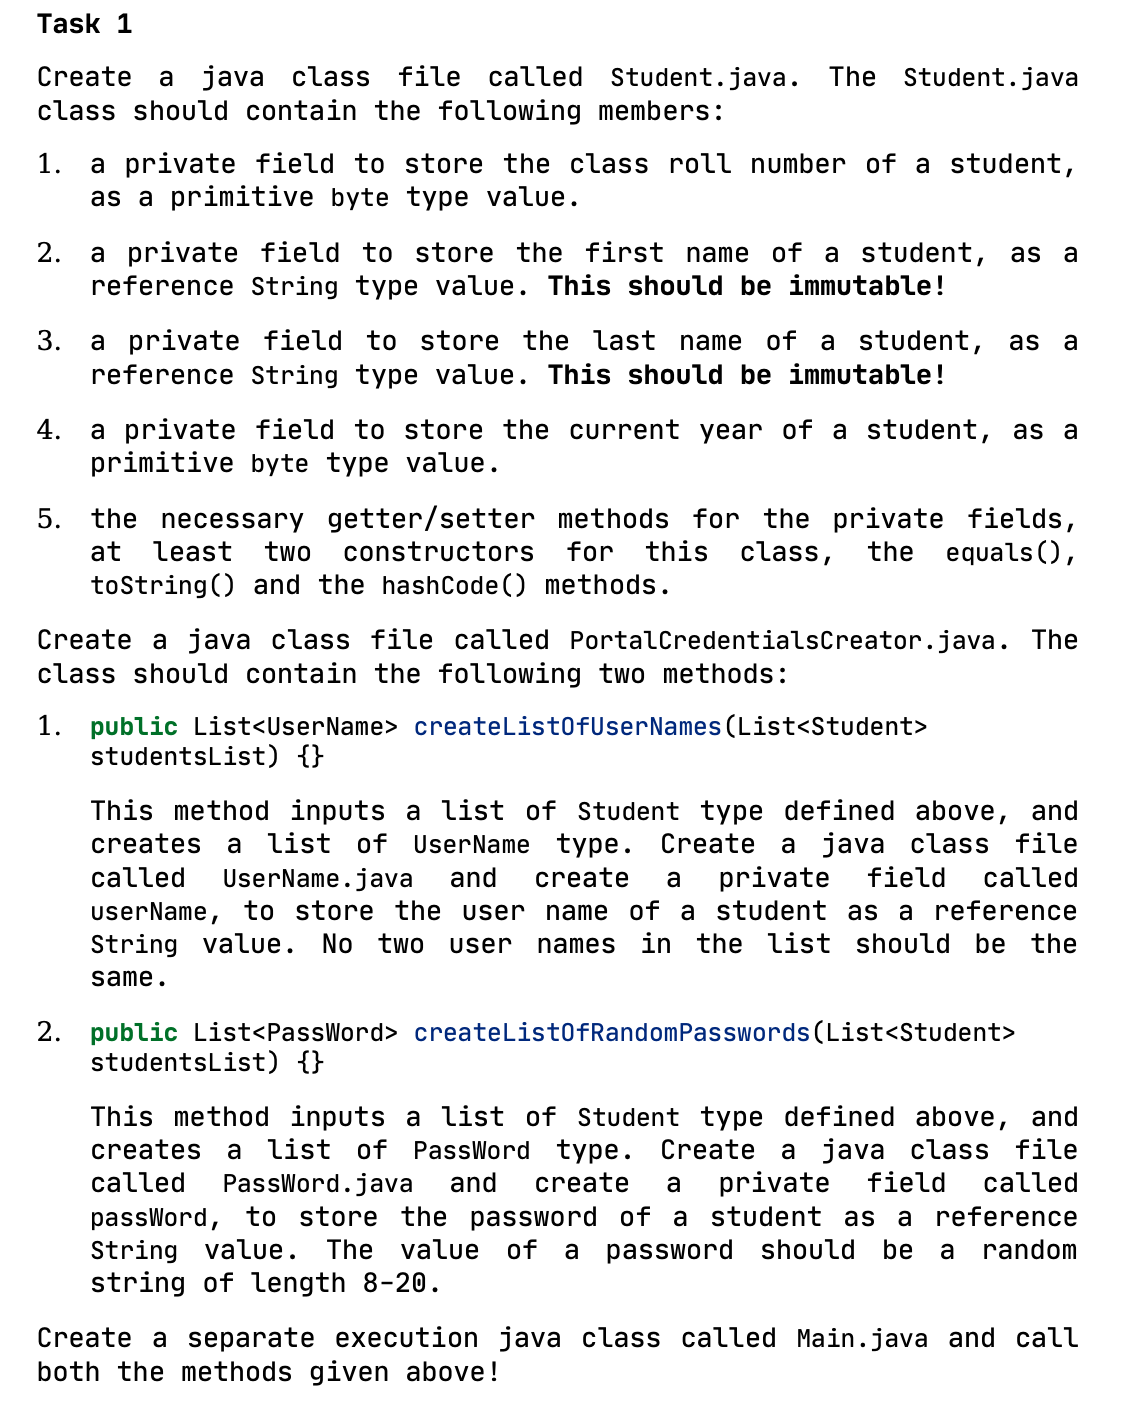 Task 1
Create a java class file called Student.java. The Student.java
class should contain the following members:
1. a private field to store the class roll number of a student,
as a primitive byte type value.
2. a private field to store the first name of a student, as a
reference String type value. This should be immutable!
3. a private field to store the last name of a student, as a
reference String type value. This should be immutable!
4. a private field to store the current year of a student, as a
primitive byte type value.
5. the necessary getter/setter methods for the private fields,
at least two constructors for this class, the equals(),
toString() and the hashCode() methods.
Create a java class file called PortalCredentialsCreator.java. The
class should contain the following two methods:
1. public List<UserName> createListOfUserNames(List<Student>
studentsList) {}
This method inputs a list of Student type defined above, and
creates a list of UserName type. Create a java class file
called UserName.java and create a private field called
userName, to store the user name of a student as a reference
String value. No two user names in the list should be the
same.
2. public List<PassWord> createListOfRandomPasswords(List<Student>
studentsList) {}
This method inputs a list of Student type defined above, and
creates a list of PassWord type. Create a java class file
called PassWord.java and create a private field called
passWord, to store the password of a student as a reference
String value. The value of a password should be a random
string of length 8-20.
Create a separate execution java class called Main.java and call
both the methods given above!